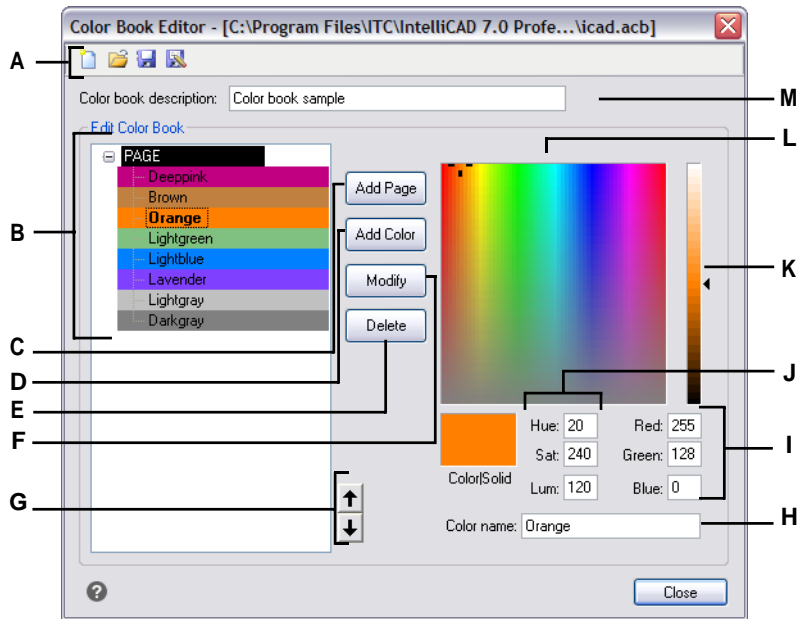 Color Book Editor - [C:\Program Files\ITC\IntelliCAD 7.0 Profe...\icad.acb]
A
Color book description: Color book sample
M
Edit Color Book
L
PAGE
Deeppink
Brown
Orange
Lightgreen
Lightblue
Lavender
Lightgray
Darkgray
B
Add Page
Add Color
Modify
Delete
K
C
D
E
F
J
Hue: 20
Red: 255
Sat: 240
Green: 128
Lum: 120
Blue: 0
I
Color|Solid
G
Color name: Orange
H
?
Close